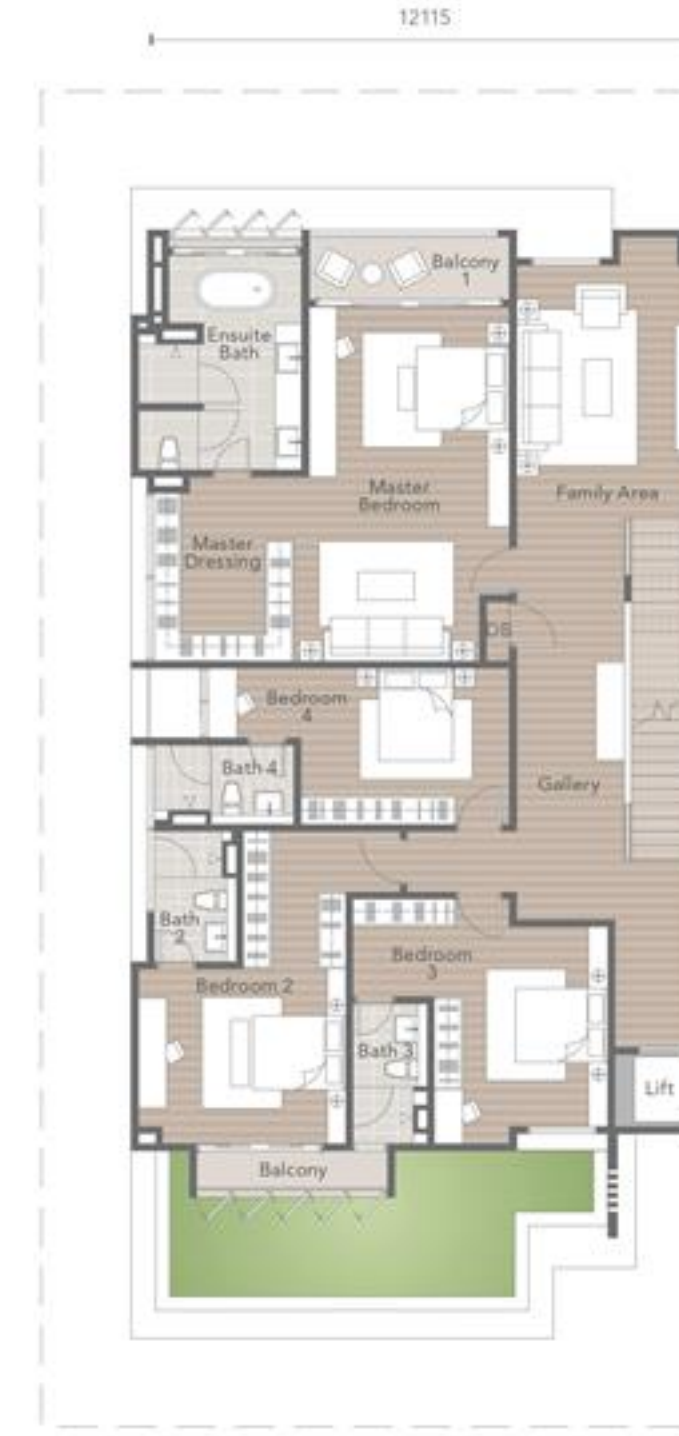 12115
Balcony
1
Ensuite
Bath
Master
Bedroom
Family Area
Master
Dressing
DB
Bedroom
4
Bath 4
Gallery
Bath
2
Bedroom
3
Bedroom 2
Bath 3
Lift
Balcony